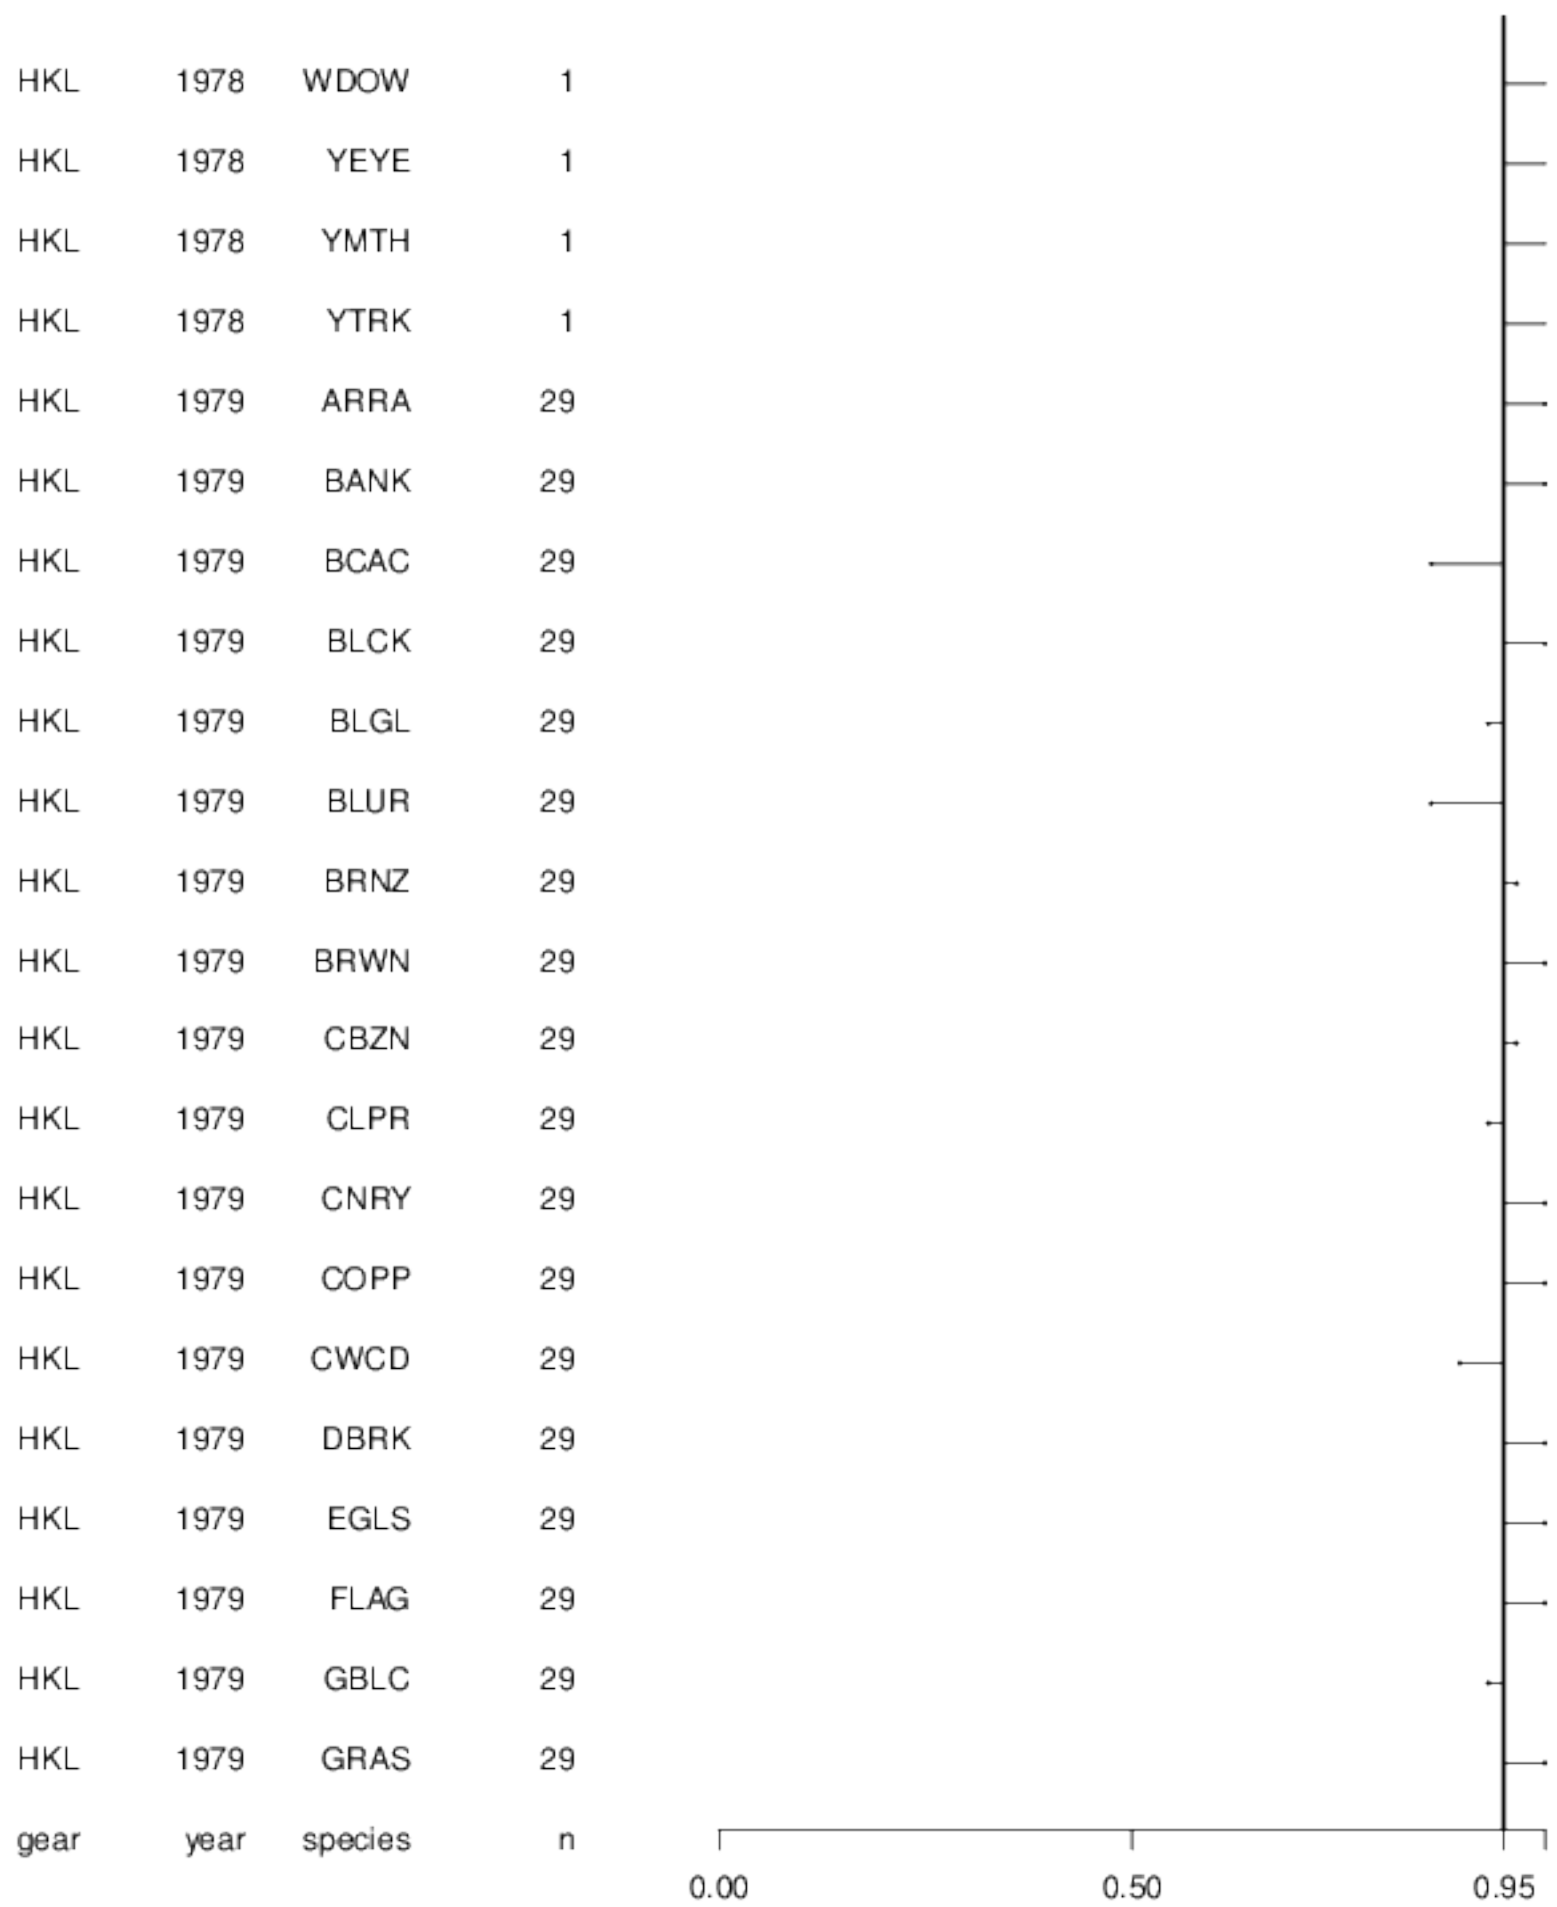 HKL 1978 WDOW 1
HKL 1978 YEYE 1
HKL 1978 YMTH 1
HKL 1978 YTRK 1
HKL 1979 ARRA 29
HKL 1979 BANK 29
HKL 1979 BCAC 29
HKL 1979 BLCK 29
HKL 1979 BLGL 29
HKL 1979 BLUR 29
HKL 1979 BRNZ 29
HKL 1979 BRWN 29
HKL 1979 CBZN 29
HKL 1979 CLPR 29
HKL 1979 CNRY 29
HKL 1979 COPP 29
HKL 1979 CWCD 29
HKL 1979 DBRK 29
HKL 1979 EGLS 29
HKL 1979 FLAG 29
HKL 1979 GBLC 29
HKL 1979 GRAS 29
gear year species n
0.00 0.50 0.95